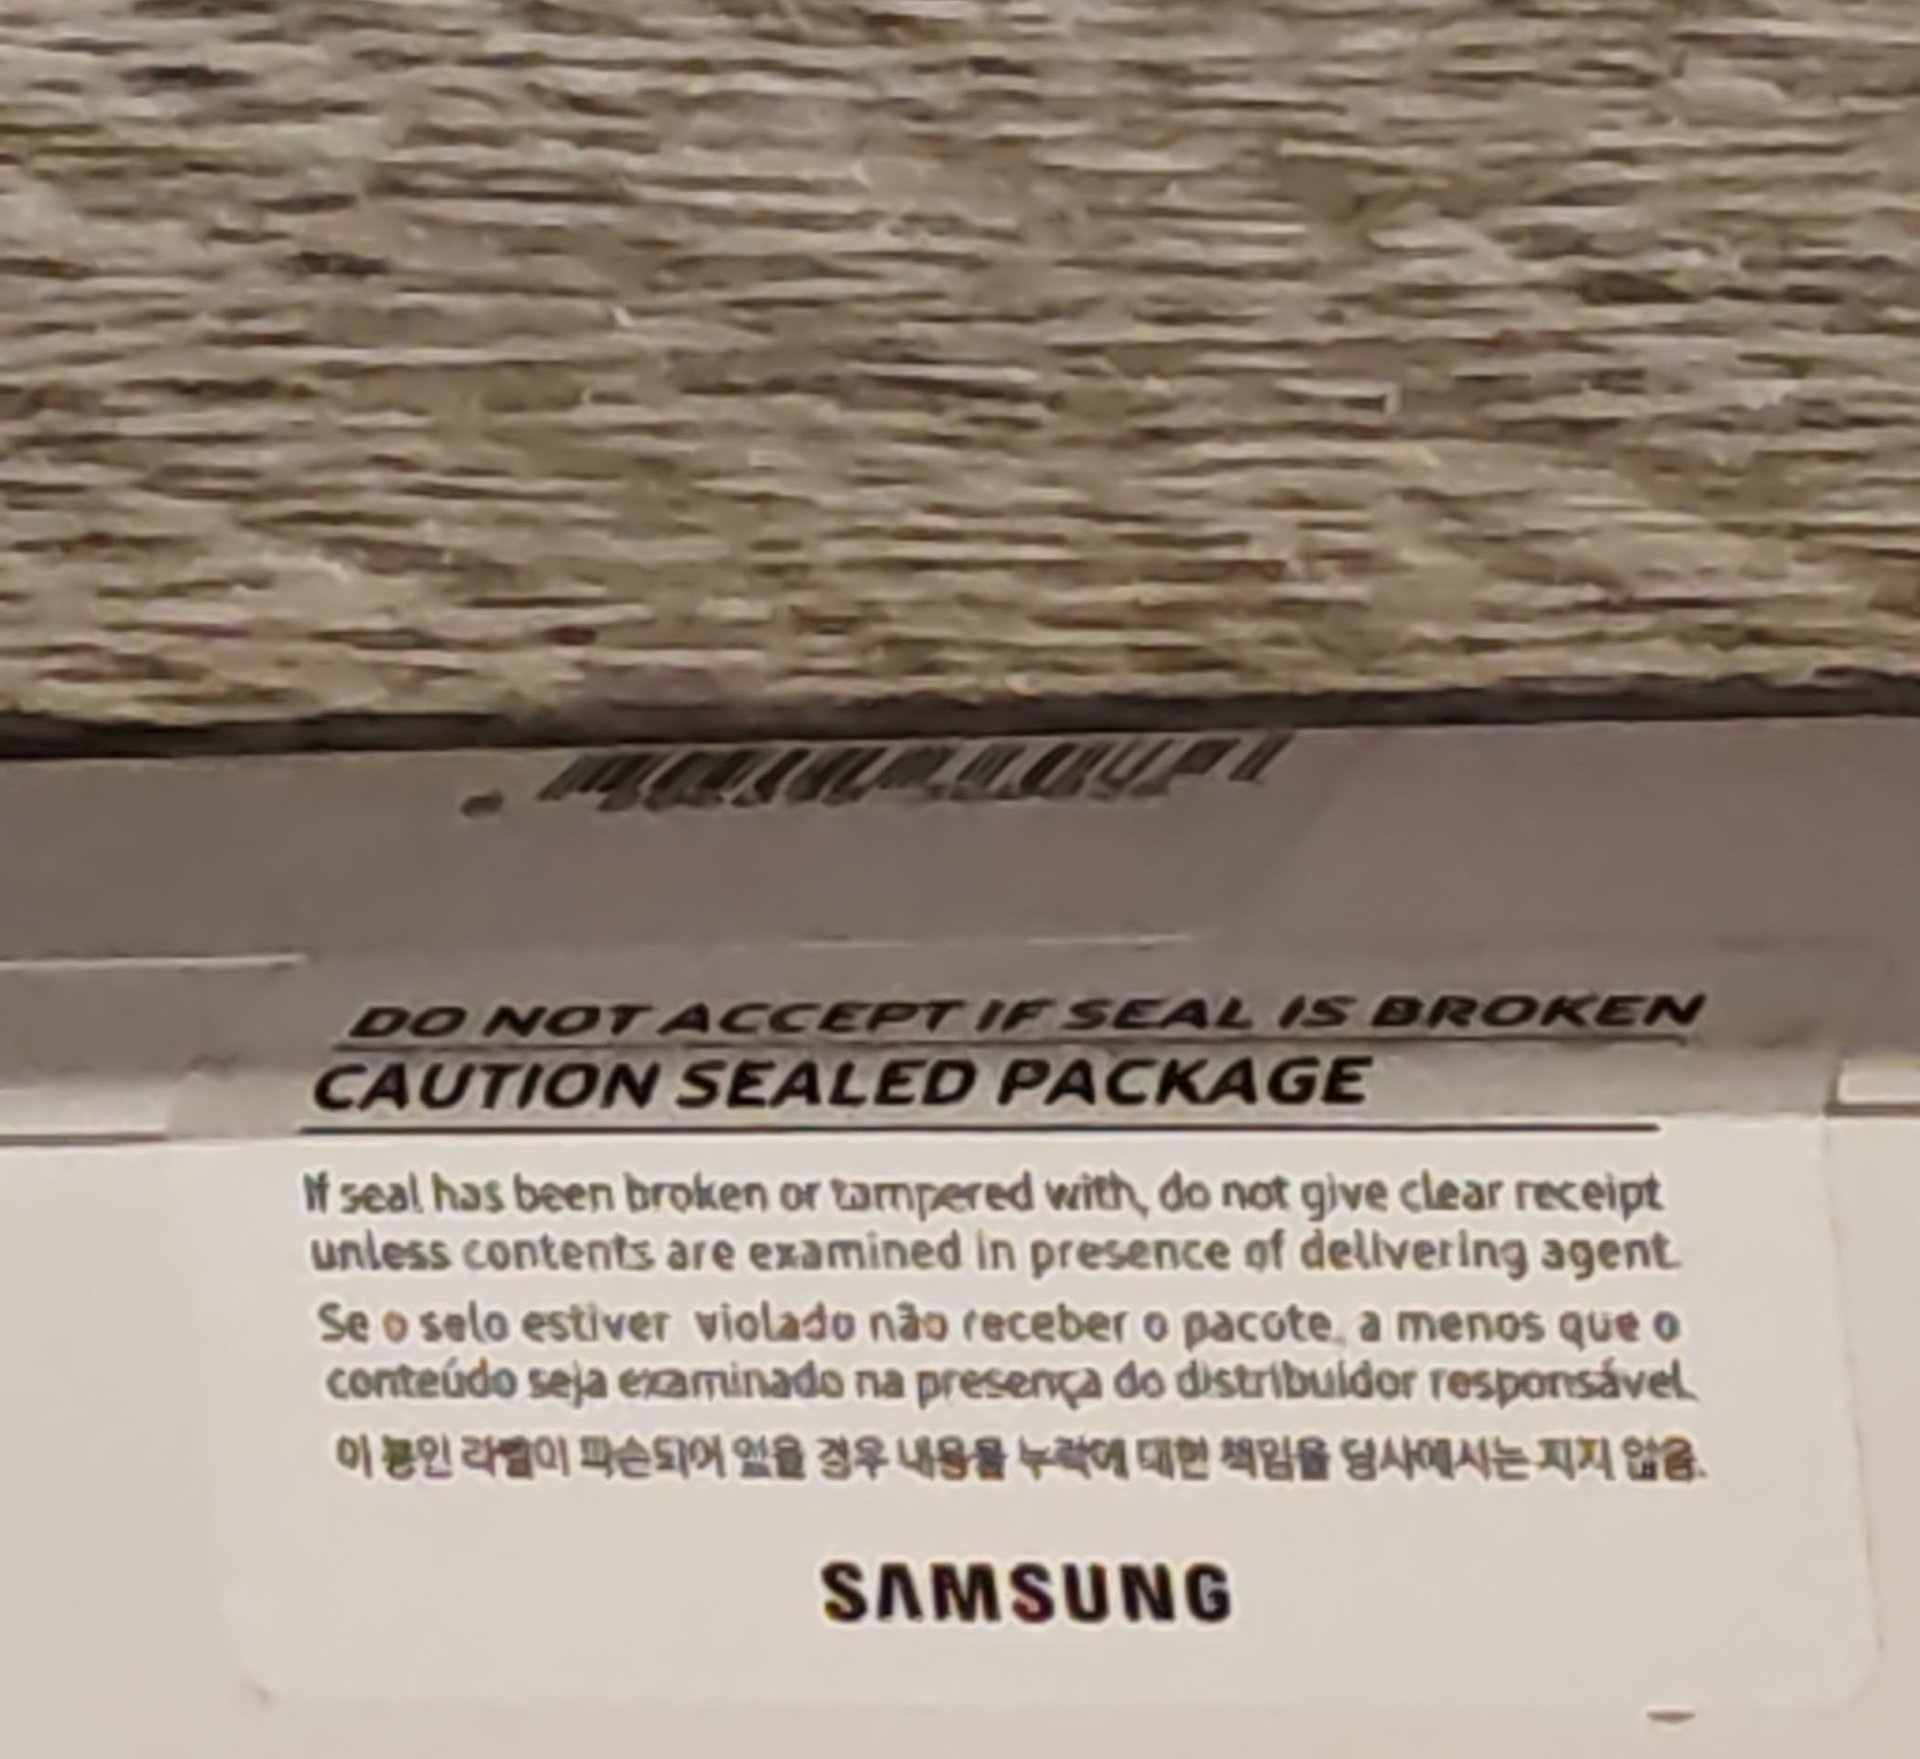 DO NOT ACCEPT IF SEAL IS BROKEN
CAUTION SEALED PACKAGE
If seal has been broken or tampered with, do not give clear receipt
unless contents are examined in presence of delivering agent.
Se o selo estiver violado não receber o pacote, a menos que o
conteúdo seja examinado na presença do distribuidor responsável.
이 봉인 라벨이 파손되어 있을 경우 내용물 누락에 대한 책임을 당사에서는 지지 않음.
SAMSUNG